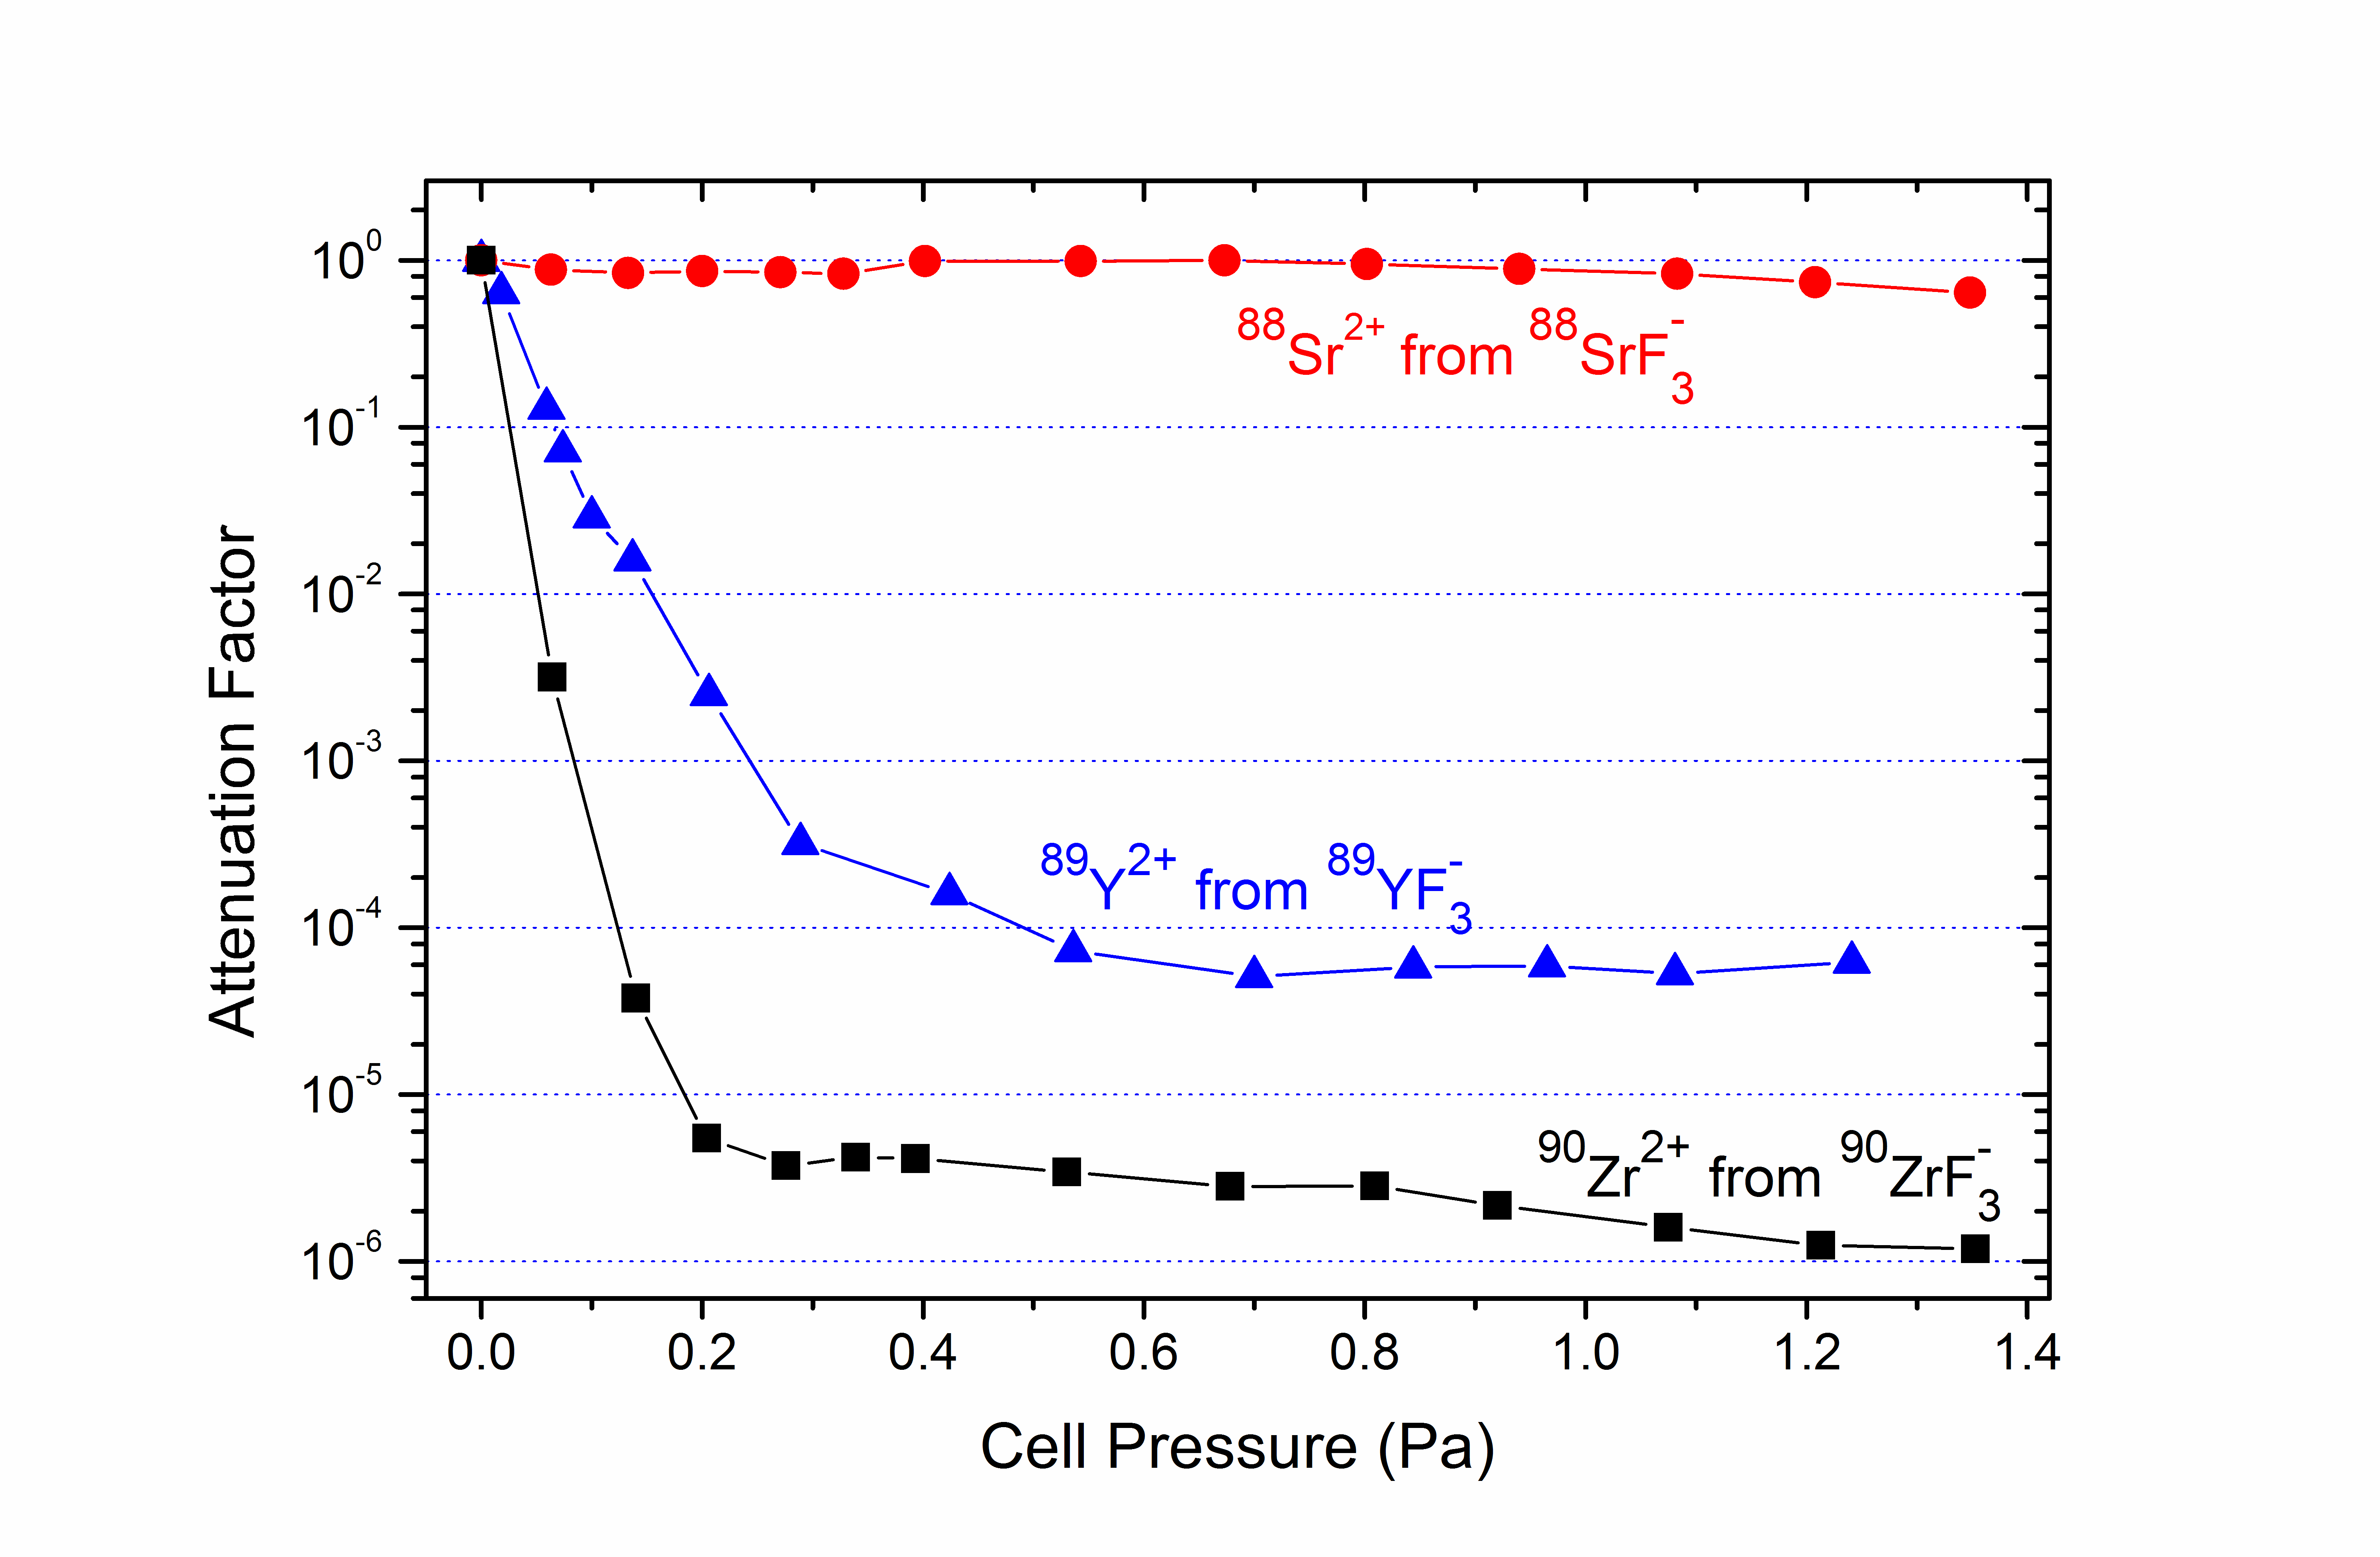 10⁰
10⁻¹
10⁻²
10⁻³
10⁻⁴
10⁻⁵
10⁻⁶
Attenuation Factor
⁸⁸Sr²⁺ from ⁸⁸SrF₃⁻
⁸⁹Y²⁺ from ⁸⁹YF₃⁻
⁹⁰Zr²⁺ from ⁹⁰ZrF₃⁻
0.0 0.2 0.4 0.6 0.8 1.0 1.2 1.4
Cell Pressure (Pa)